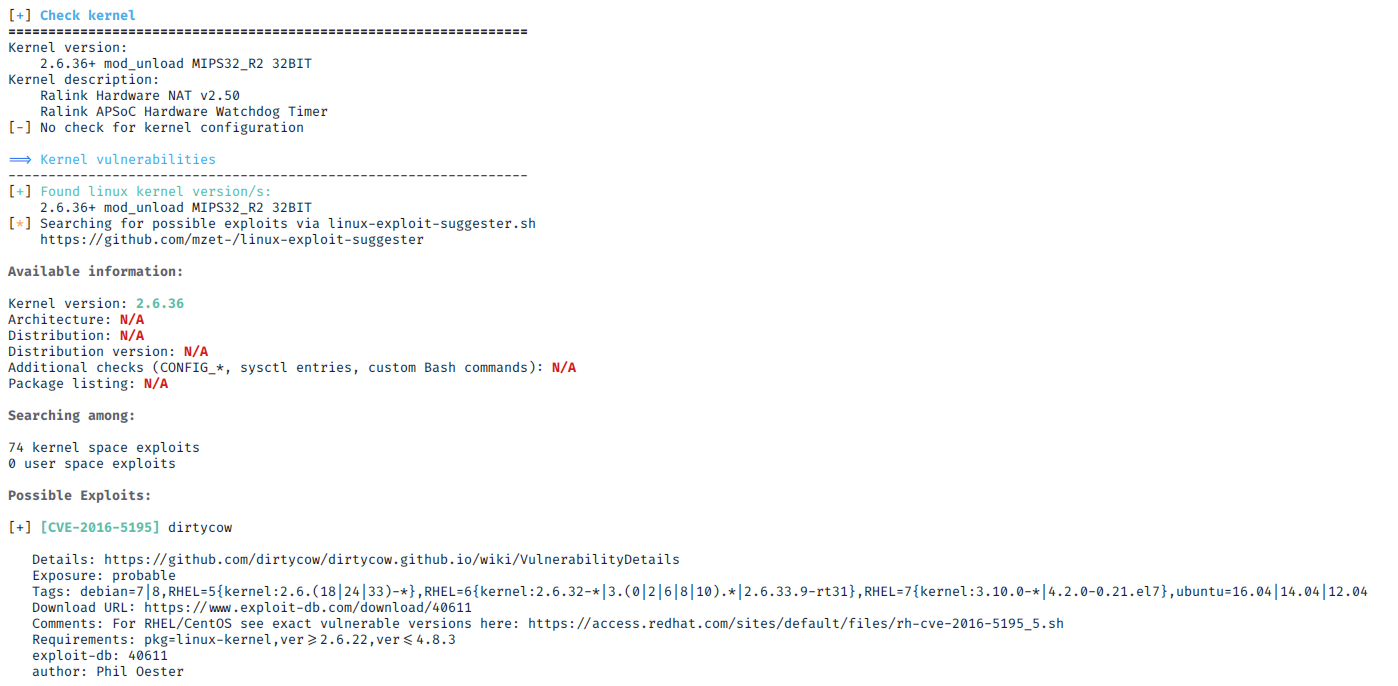 [+] Check kernel
=================================================================
Kernel version:
    2.6.36+ mod_unload MIPS32_R2 32BIT
Kernel description:
    Ralink Hardware NAT v2.50
    Ralink APSoC Hardware Watchdog Timer
[-] No check for kernel configuration

==> Kernel vulnerabilities
-----------------------------------------------------------------
[+] Found linux kernel version/s:
    2.6.36+ mod_unload MIPS32_R2 32BIT
[*] Searching for possible exploits via linux-exploit-suggester.sh
    https://github.com/mzet-/linux-exploit-suggester

Available information:

Kernel version: 2.6.36
Architecture: N/A
Distribution: N/A
Distribution version: N/A
Additional checks (CONFIG_*, sysctl entries, custom Bash commands): N/A
Package listing: N/A

Searching among:

74 kernel space exploits
0 user space exploits

Possible Exploits:

[+] [CVE-2016-5195] dirtycow

   Details: https://github.com/dirtycow/dirtycow.github.io/wiki/VulnerabilityDetails
   Exposure: probable
   Tags: debian=7|8,RHEL=5{kernel:2.6.(18|24|33)-*},RHEL=6{kernel:2.6.32-*|3.(0|2|6|8|10).*|2.6.33.9-rt31},RHEL=7{kernel:3.10.0-*|4.2.0-0.21.el7},ubuntu=16.04|14.04|12.04
   Download URL: https://www.exploit-db.com/download/40611
   Comments: For RHEL/CentOS see exact vulnerable versions here: https://access.redhat.com/sites/default/files/rh-cve-2016-5195_5.sh
   Requirements: pkg=linux-kernel,ver>=2.6.22,ver<=4.8.3
   exploit-db: 40611
   author: Phil Oester